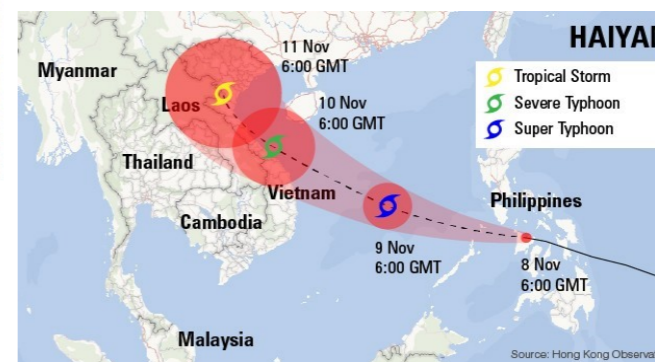 HAIYA
Tropical Storm
Severe Typhoon
Super Typhoon
11 Nov
6:00 GMT
Myanmar
Laos
10 Nov
6:00 GMT
Thailand
Vietnam
Philippines
Cambodia
9 Nov
6:00 GMT
8 Nov
6:00 GMT
Malaysia
Source: Hong Kong Observa